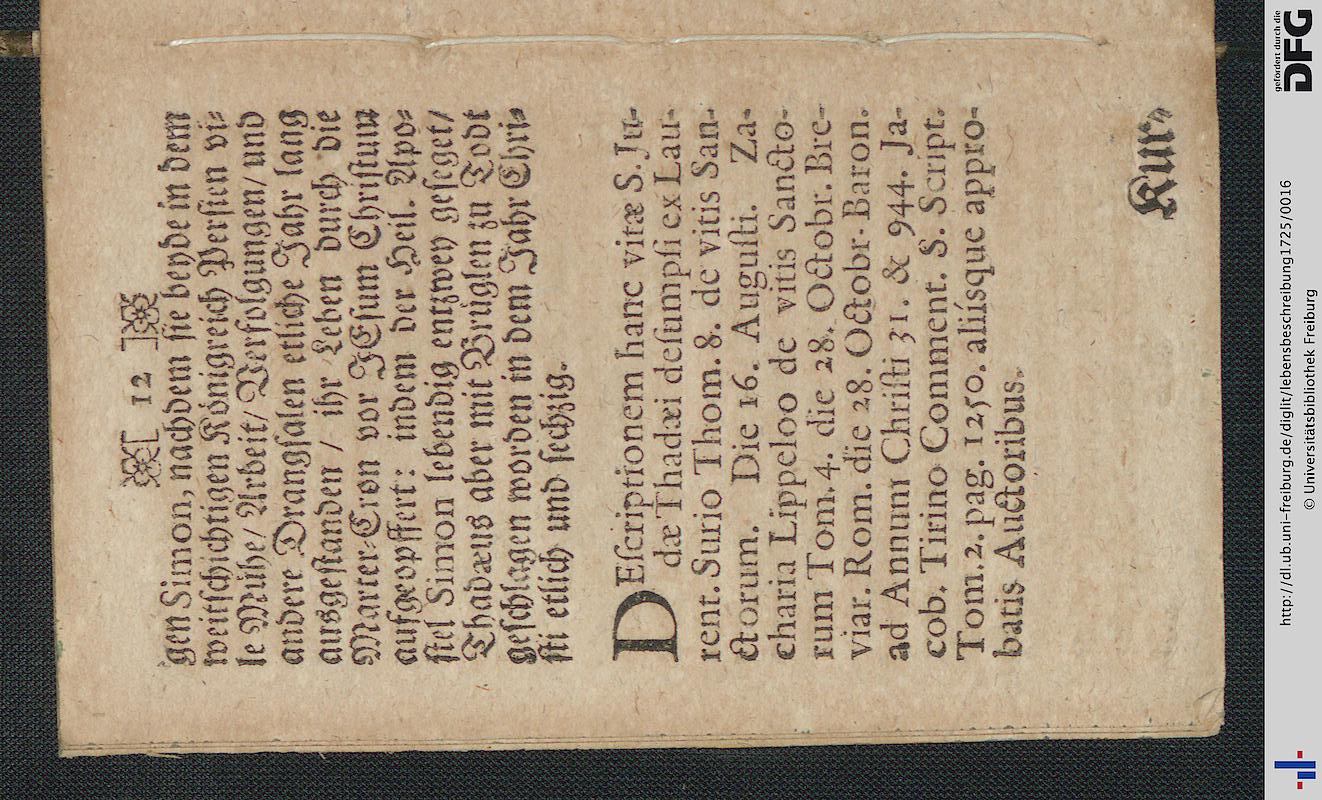 12
gen Simon, nachdem sie beyde in dem
weitschichtigen Königreich Persien vi⸗
le Mühe/ Arbeit/ Verfolgungen/ und
andere Drangsalen etliche Jahr lang
ausgestanden / ihr Leben durch die
Marter⸗Cron vor JEsum Christum
aufgeopffert: indem der Heil. Apo⸗
stel Simon lebendig entzwey geseget/
Thadæus aber mit Brüglen zu Todt
geschlagen worden in dem Jahr Chri⸗
sti etlich und sechzig.
DEſcriptionem hanc vitæ S. Ju-
dæ Thadæi deſumpſi ex Lau-
rent. Surio Thom. 8. de vitis San-
ctorum. Die 16. Auguſti. Za-
charia Lippeloo de vitis Sancto-
rum Tom. 4. die 28. Octobr. Bre-
viar. Rom. die 28. Octobr. Baron.
ad Annum Chriſti 31. & 944. Ja-
cob. Tirino Comment. S. Script.
Tom. 2. pag. 1250. aliísque appro-
batis Auctoribus.
Kur⸗
http://dl.ub.uni-freiburg.de/diglit/lebensbeschreibung1725/0016
© Universitätsbibliothek Freiburg
gefördert durch die
DFG